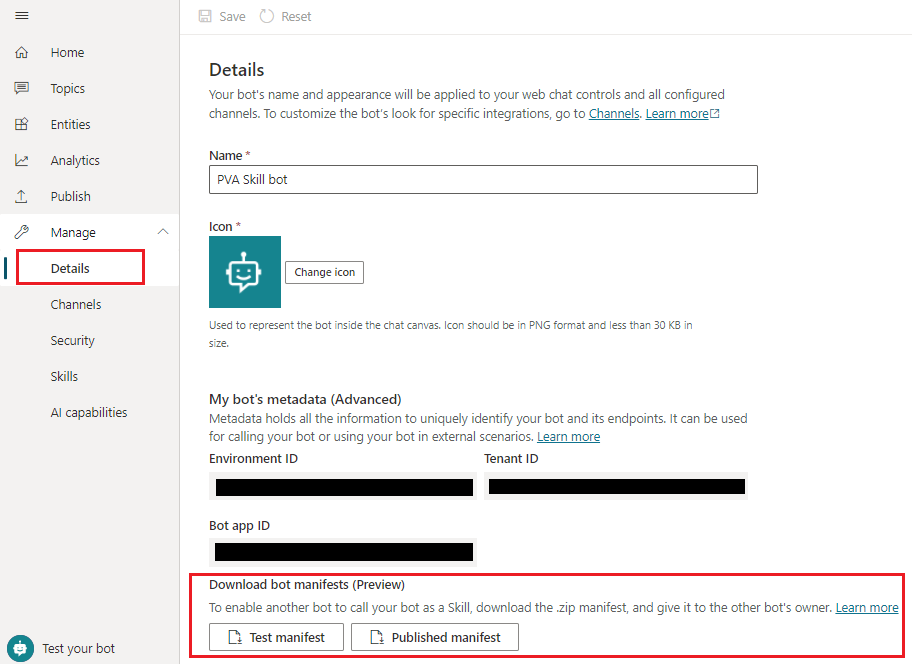 Save
Reset
Home
Topics
Entities
Analytics
Publish
Manage
Details
Channels
Security
Skills
AI capabilities
Test your bot
Details
Your bot's name and appearance will be applied to your web chat controls and all configured
channels. To customize the bot's look for specific integrations, go to Channels. Learn more
Name *
PVA Skill bot
Icon *
Change icon
Used to represent the bot inside the chat canvas. Icon should be in PNG format and less than 30 KB in
size.
My bot's metadata (Advanced)
Metadata holds all the information to uniquely identify your bot and its endpoints. It can be used
for calling your bot or using your bot in external scenarios. Learn more
Environment ID
Tenant ID
Bot app ID
Download bot manifests (Preview)
To enable another bot to call your bot as a Skill, download the .zip manifest, and give it to the other bot's owner. Learn more
Test manifest
Published manifest